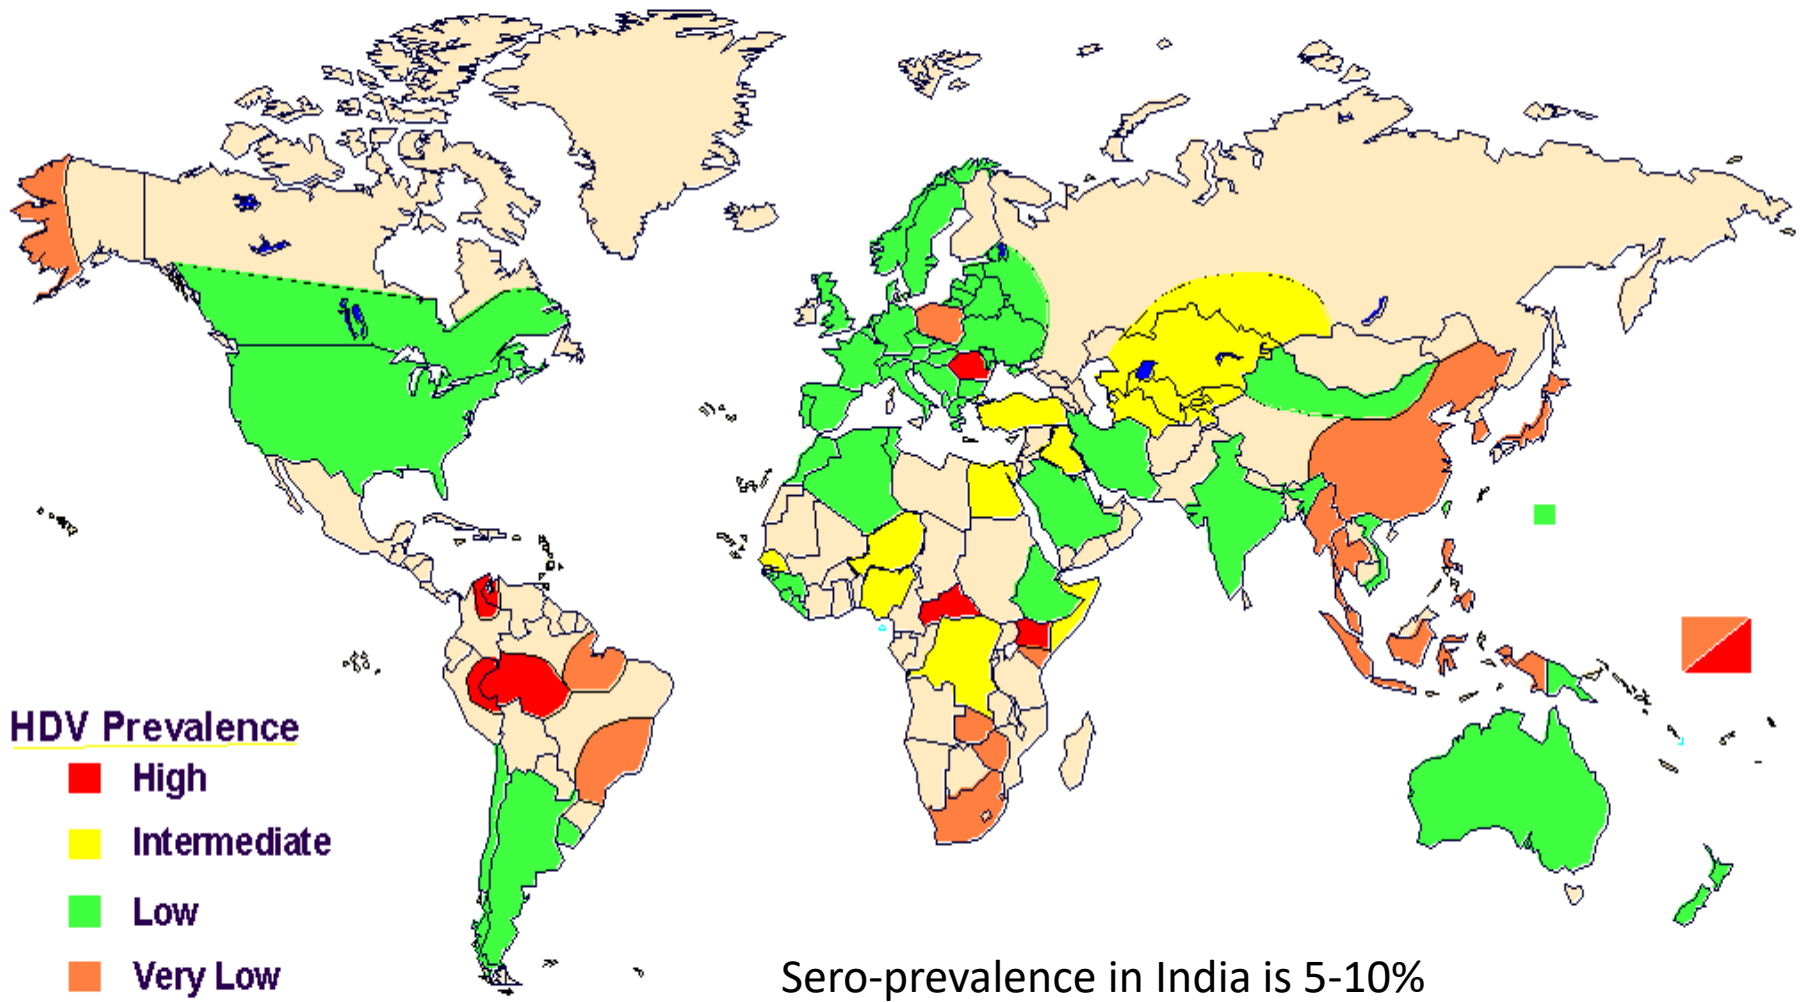 HDV Prevalence
High
Intermediate
Low
Very Low
Sero-prevalence in India is 5-10%